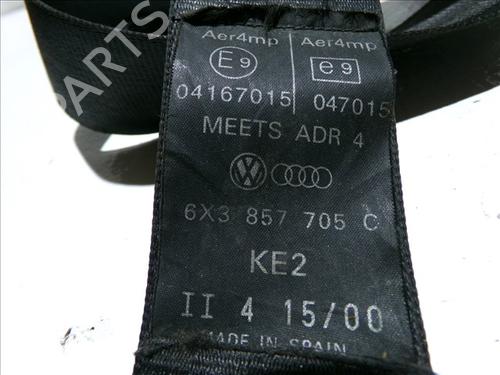 Aer4mp Aer4mp
E9 e9
04167015 047015
MEETS ADR 4
6X3 857 705 C
KE2
II 4 15/00
MADE IN SPAIN